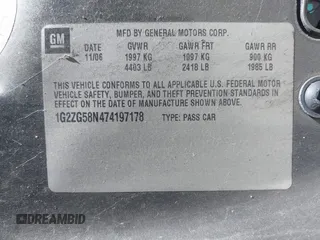 GM
MFD BY GENERAL MOTORS CORP.
DATE GVWR GAWR FRT GAWR RR
11/06 1997 KG 1097 KG 900 KG
4403 LB 2418 LB 1985 LB
THIS VEHICLE CONFORMS TO ALL APPLICABLE U.S. FEDERAL MOTOR
VEHICLE SAFETY, BUMPER, AND THEFT PREVENTION STANDARDS IN
EFFECT ON THE DATE OF MANUFACTURE SHOWN ABOVE.
1G2ZG58N474197178 TYPE: PASS CAR
DREAMBID